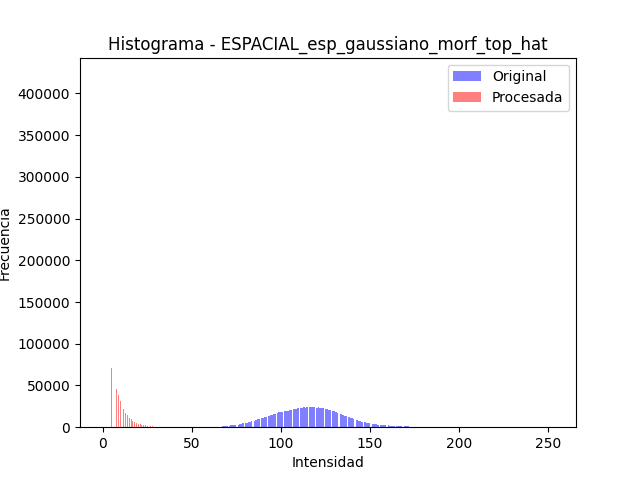 Histograma - ESPACIAL_esp_gaussiano_morf_top_hat
Original
Procesada
400000
350000
300000
250000
200000
150000
100000
50000
0
Frecuencia
0 50 100 150 200 250
Intensidad